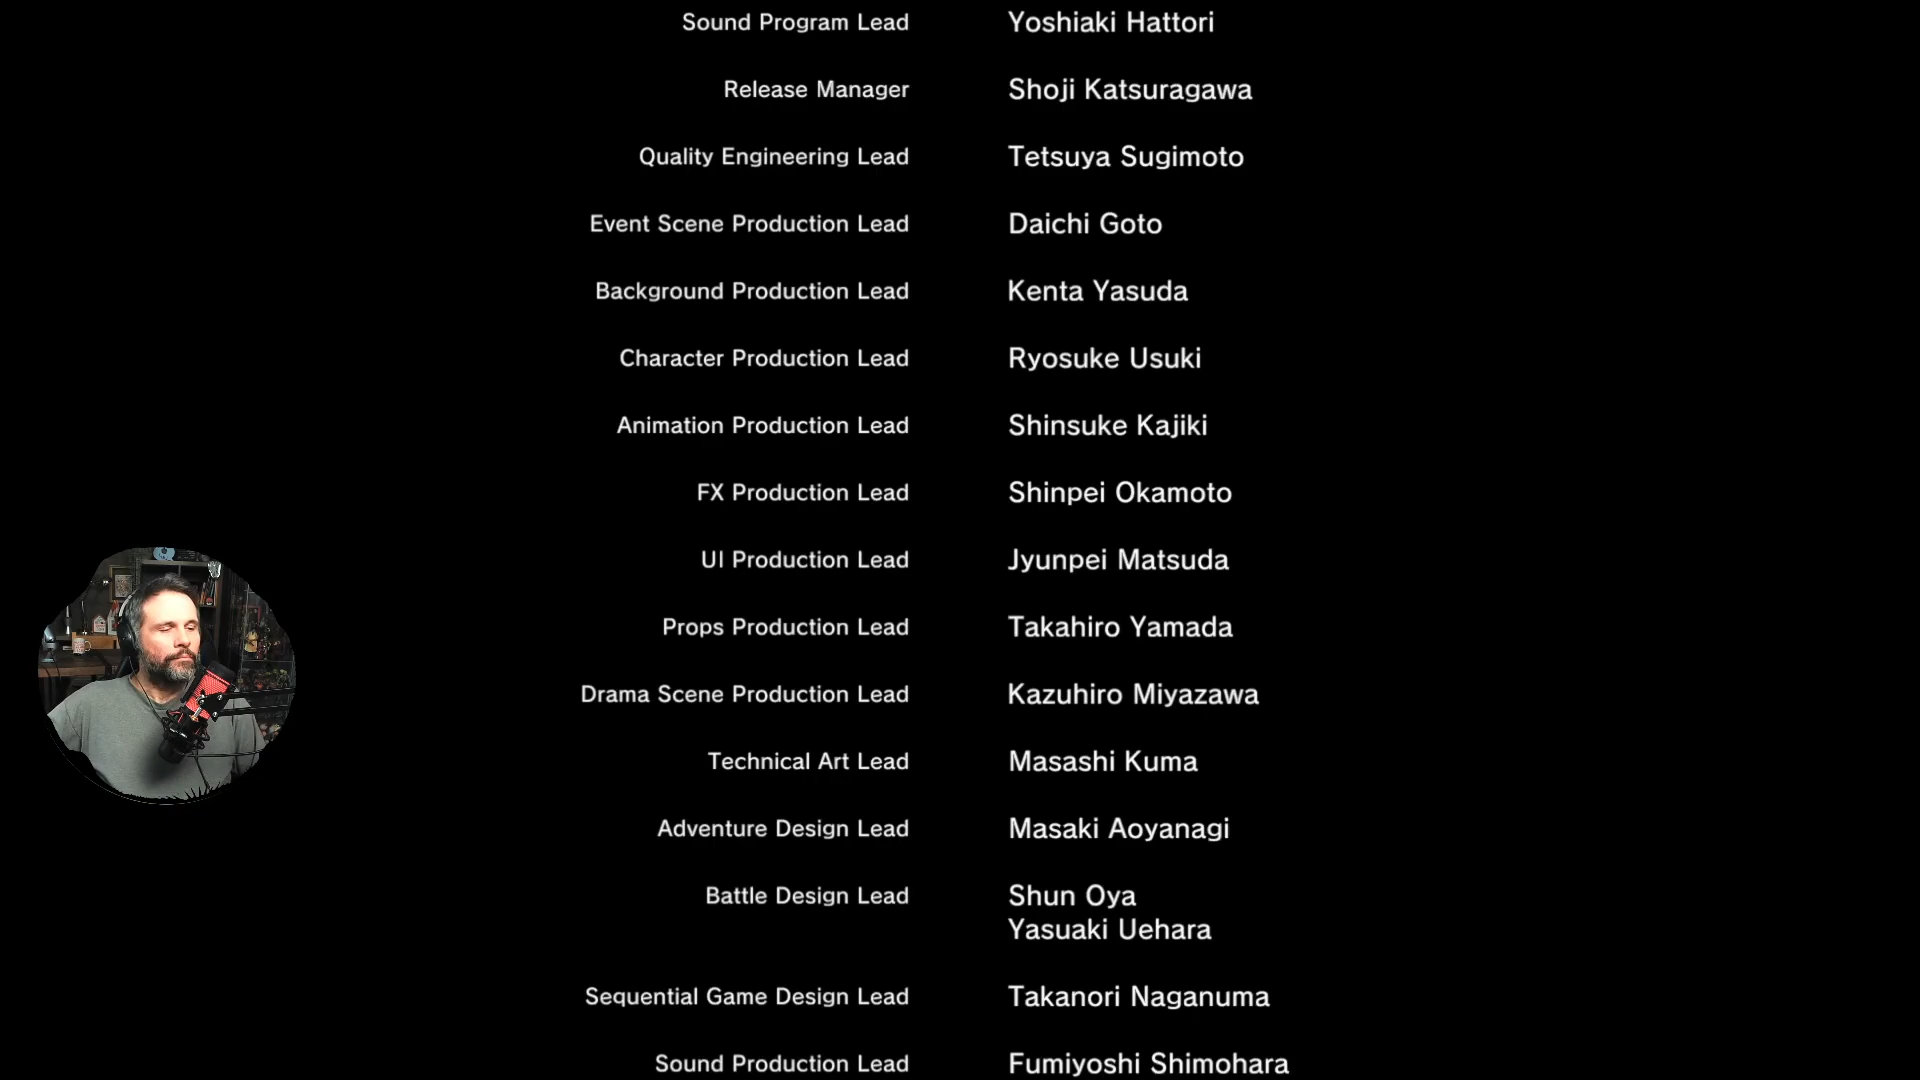 Sound Program Lead Yoshiaki Hattori
Release Manager Shoji Katsuragawa
Quality Engineering Lead Tetsuya Sugimoto
Event Scene Production Lead Daichi Goto
Background Production Lead Kenta Yasuda
Character Production Lead Ryosuke Usuki
Animation Production Lead Shinsuke Kajiki
FX Production Lead Shinpei Okamoto
UI Production Lead Jyunpei Matsuda
Props Production Lead Takahiro Yamada
Drama Scene Production Lead Kazuhiro Miyazawa
Technical Art Lead Masashi Kuma
Adventure Design Lead Masaki Aoyanagi
Battle Design Lead Shun Oya
Yasuaki Uehara
Sequential Game Design Lead Takanori Naganuma
Sound Production Lead Fumiyoshi Shimohara